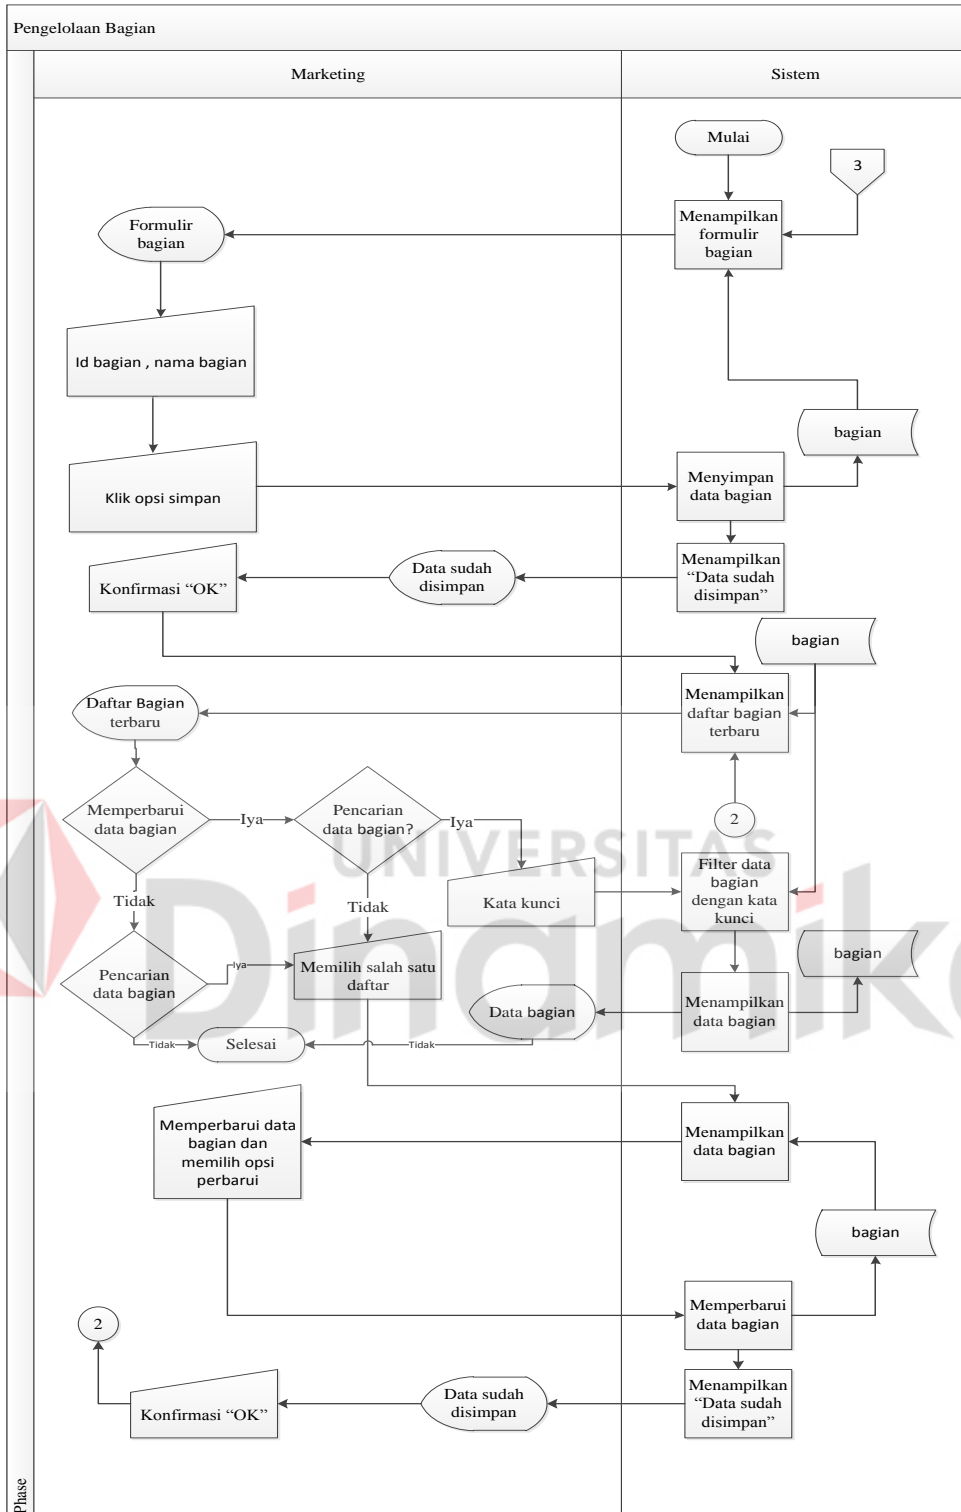 Pengelolaan Bagian
Marketing
Sistem
Mulai
3
Formulir
bagian
Menampilkan
formulir
bagian
Id bagian , nama bagian
bagian
Klik opsi simpan
Menyimpan
data bagian
Konfirmasi “OK”
Data sudah
disimpan
Menampilkan
“Data sudah
disimpan”
bagian
Daftar Bagian
terbaru
Menampilkan
daftar bagian
terbaru
Memperbarui
data bagian
Iya
Pencarian
data bagian?
Iya
2
UNIVERSITAS
Dinamika
Tidak
Tidak
Kata kunci
Filter data
bagian
dengan kata
kunci
Pencarian
data bagian
Iya
Memilih salah satu
daftar
bagian
Data bagian
Menampilkan
data bagian
Tidak
Selesai
Tidak
Memperbarui data
bagian dan
memilih opsi
perbarui
Menampilkan
data bagian
bagian
2
Memperbarui
data bagian
Konfirmasi “OK”
Data sudah
disimpan
Menampilkan
“Data sudah
disimpan”
Phase